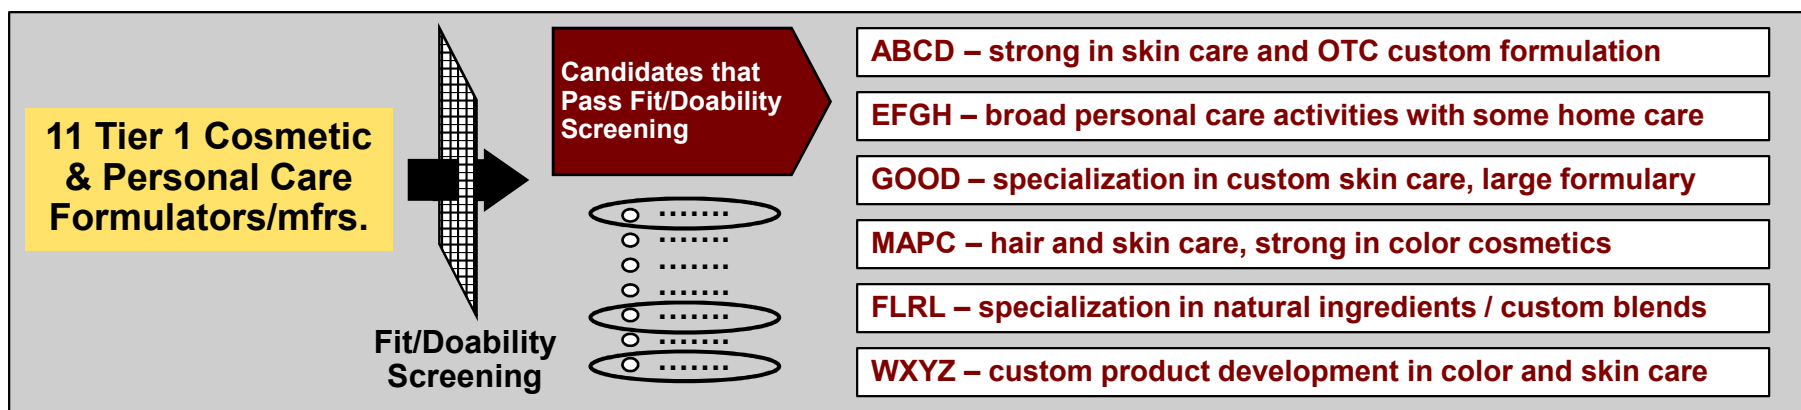 11 Tier 1 Cosmetic
& Personal Care
Formulators/mfrs.
Fit/Doability
Screening
Candidates that
Pass Fit/Doability
Screening
.......
.......
.......
.......
.......
.......
.......
ABCD – strong in skin care and OTC custom formulation
EFGH – broad personal care activities with some home care
GOOD – specialization in custom skin care, large formulary
MAPC – hair and skin care, strong in color cosmetics
FLRL – specialization in natural ingredients / custom blends
WXYZ – custom product development in color and skin care